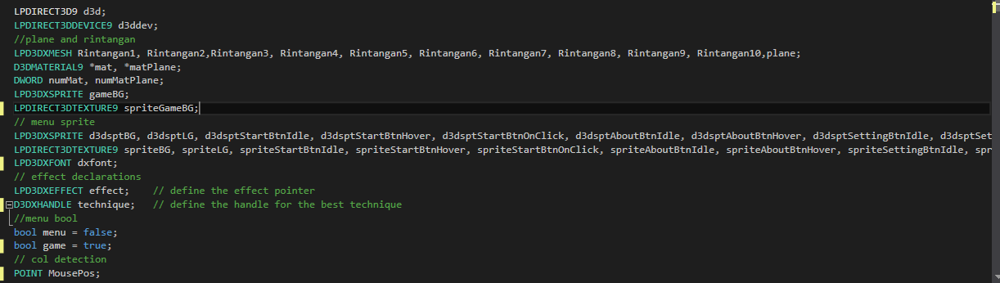 LPDIRECT3D9 d3d;
LPDIRECT3DDEVICE9 d3ddev;
//plane and rintangan
LPD3DXMESH Rintangan1, Rintangan2,Rintangan3, Rintangan4, Rintangan5, Rintangan6, Rintangan7, Rintangan8, Rintangan9, Rintangan10,plane;
D3DMATERIAL9 *mat, *matPlane;
DWORD numMat, numMatPlane;
LPD3DXSPRITE gameBG;
LPDIRECT3DTEXTURE9 spriteGameBG;
// menu sprite
LPD3DXSPRITE d3dsptBG, d3dsptLG, d3dsptStartBtnIdle, d3dsptStartBtnHover, d3dsptStartBtnOnClick, d3dsptAboutBtnIdle, d3dsptAboutBtnHover, d3dsptSettingBtnIdle, d3dsptSet
LPDIRECT3DTEXTURE9 spriteBG, spriteLG, spriteStartBtnIdle, spriteStartBtnHover, spriteStartBtnOnClick, spriteAboutBtnIdle, spriteAboutBtnHover, spriteSettingBtnIdle, spr
LPD3DXFONT dxfont;
// effect declarations
LPD3DXEFFECT effect;    // define the effect pointer
D3DXHANDLE technique;   // define the handle for the best technique
//menu bool
bool menu = false;
bool game = true;
// col detection
POINT MousePos;